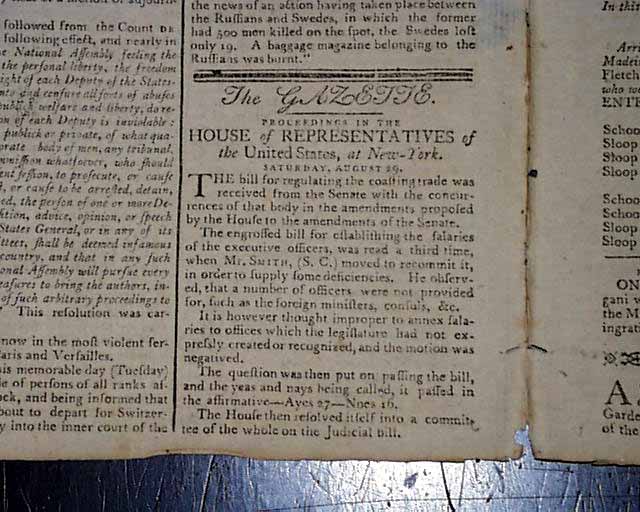 followed from the Count DE
following effect, and nearly in
National Assembly feeling the
the personal liberty, the freedom
right of each Deputy of the States-
and censure all sorts of abuses
publick welfare and liberty, do re-
of each Deputy is inviolable :
publick or private, of what qua-
body of men, any tribunal,
commission whatsoever, who should
session, to prosecute, or cause
or cause to be arrested, detain,
the person of one or more De-
advice, opinion, or speech
States General, or in any of its
shall be deemed infamous
country, and that in any such
Assembly will pursue every
measures to bring the authors,
of such arbitrary proceedings to
This resolution was car-
now in the most violent fer-
Paris and Versailles.
this memorable day (Tuesday)
of persons of all ranks as-
and being informed that
about to depart for Switzer-
into the inner court of the
the news of an action having taken place between
the Russians and Swedes, in which the former
had 500 men killed on the spot, the Swedes lost
only 19. A baggage magazine belonging to the
Russians was burnt."
The GAZETTE.
PROCEEDINGS IN THE
HOUSE of REPRESENTATIVES of
the United States, at New-York.
SATURDAY, AUGUST 29.
THE bill for regulating the coasting trade was
received from the Senate with the concur-
rences of that body in the amendments proposed
by the House to the amendments of the Senate.
The engrossed bill for establishing the salaries
of the executive officers, was read a third time,
when Mr. SMITH, (S. C.) moved to recommit it,
in order to supply some deficiencies. He observ-
ed, that a number of officers were not provided
for, such as the foreign ministers, consuls, &c.
It is however thought improper to annex sala-
ries to offices which the legislature had not ex-
pressly created or recognized, and the motion was
negatived.
The question was then put on passing the bill,
and the yeas and nays being called, it passed in
the affirmative—Ayes 27—Noes 16.
The House then resolved itself into a commit-
tee of the whole on the Judicial bill.
In this
Arri
Madei
Fletch
who
ENT
Schoo
Sloop
Sloop
Sloop
Schoo
Schoo
Sloop
Sloop
ON
gani
the M
ingrati
A
Garde
of the